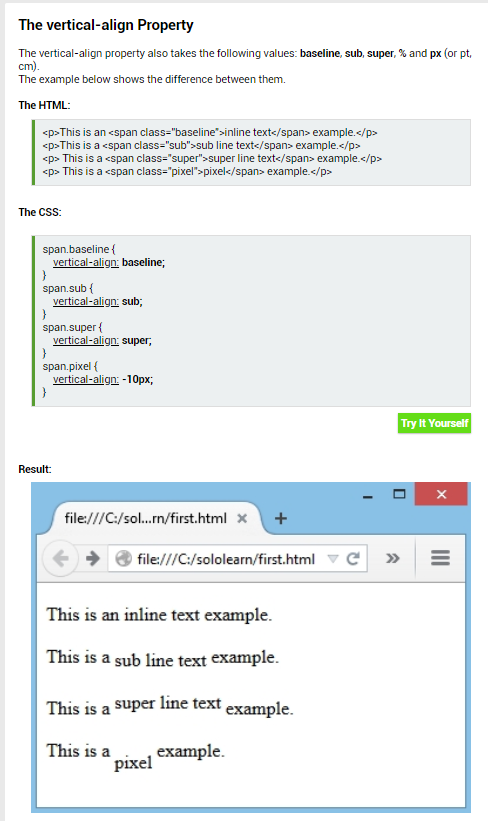 The vertical-align Property
The vertical-align property also takes the following values: baseline, sub, super, % and px (or pt,
cm).
The example below shows the difference between them.
The HTML:
<p>This is an <span class="baseline">inline text</span> example.</p>
<p>This is a <span class="sub">sub line text</span> example.</p>
<p> This is a <span class="super">super line text</span> example.</p>
<p> This is a <span class="pixel">pixel</span> example.</p>
The CSS:
span.baseline {
vertical-align: baseline;
}
span.sub {
vertical-align: sub;
}
span.super {
vertical-align: super;
}
span.pixel {
vertical-align: -10px;
}
Try It Yourself
Result:
file:///C:/sol...rn/first.html
file:///C:/sololearn/first.html
This is an inline text example.
This is a sub line text example.
This is a super line text example.
This is a pixel example.